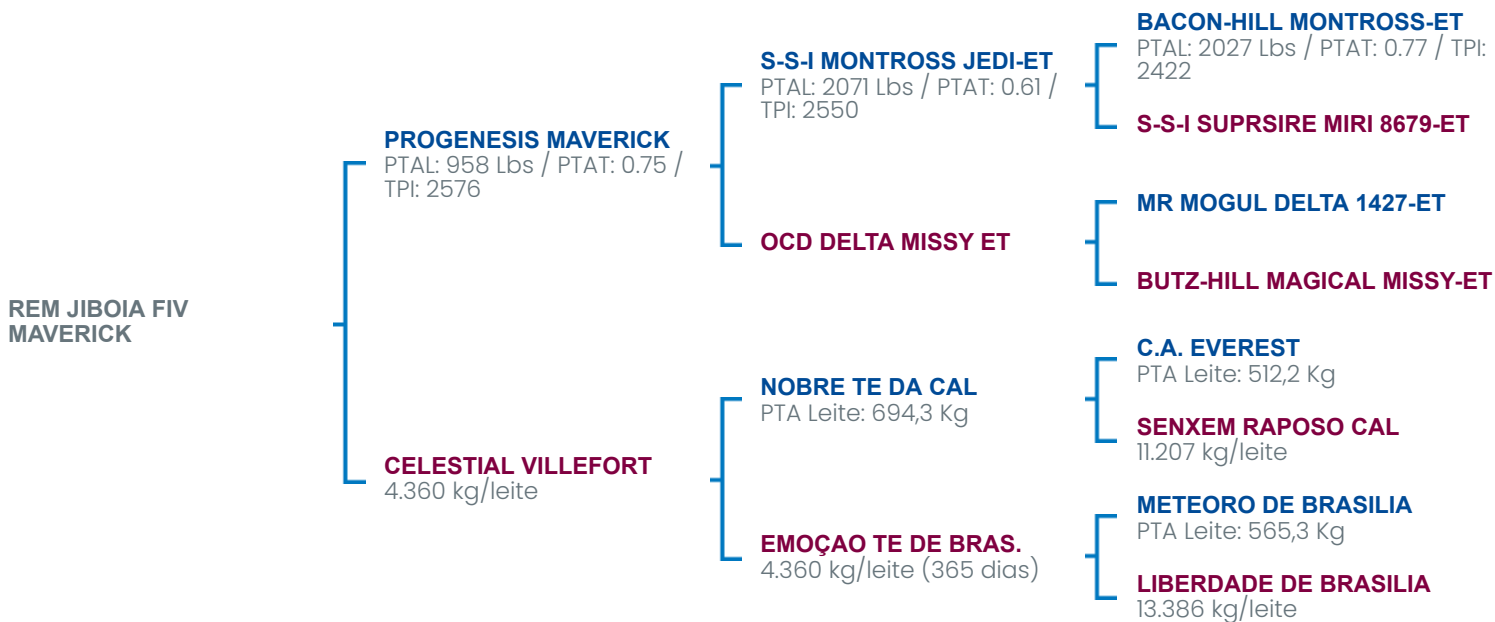 REM JIBOIA FIV
MAVERICK
PROGENESIS MAVERICK
PTAL: 958 Lbs / PTAT: 0.75 /
TPI: 2576
CELESTIAL VILLEFORT
4.360 kg/leite
S-S-I MONTROSS JEDI-ET
PTAL: 2071 Lbs / PTAT: 0.61 /
TPI: 2550
OCD DELTA MISSY ET
NOBRE TE DA CAL
PTA Leite: 694,3 Kg
EMOÇAO TE DE BRAS.
4.360 kg/leite (365 dias)
BACON-HILL MONTROSS-ET
PTAL: 2027 Lbs / PTAT: 0.77 / TPI:
2422
S-S-I SUPRSIRE MIRI 8679-ET
MR MOGUL DELTA 1427-ET
BUTZ-HILL MAGICAL MISSY-ET
C.A. EVEREST
PTA Leite: 512,2 Kg
SENXEM RAPOSO CAL
11.207 kg/leite
METEORO DE BRASILIA
PTA Leite: 565,3 Kg
LIBERDADE DE BRASILIA
13.386 kg/leite